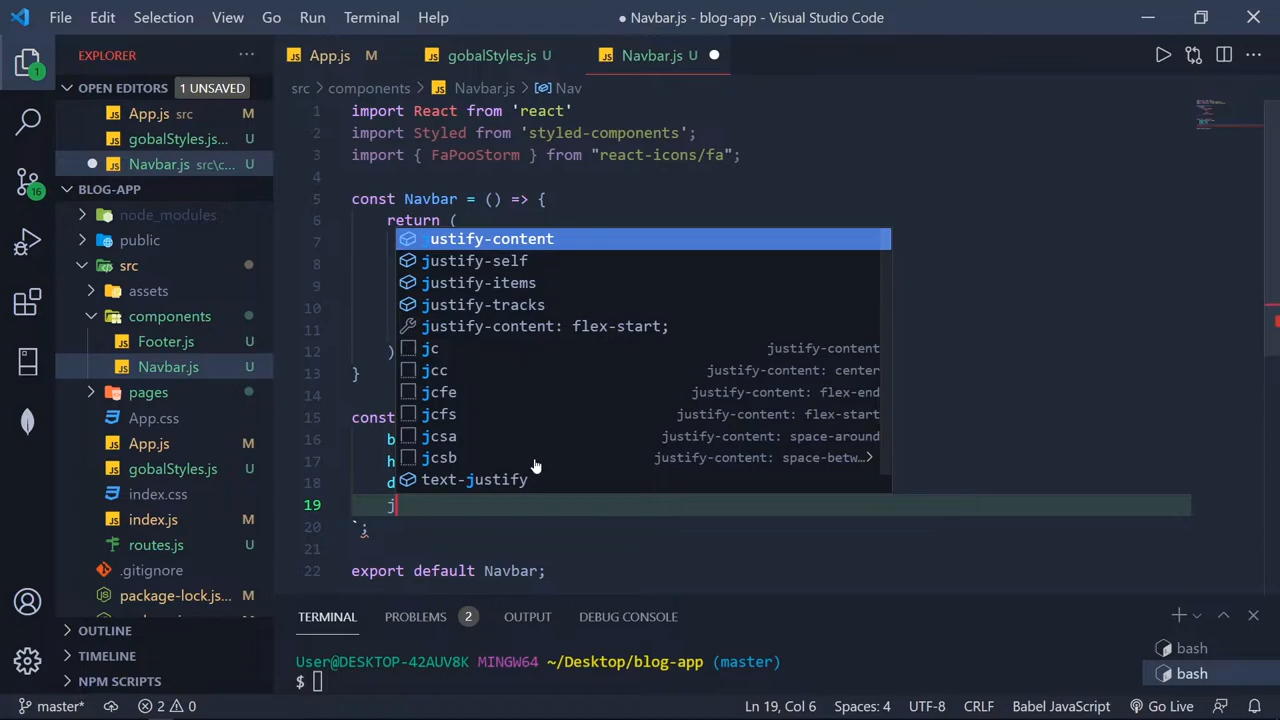 File Edit Selection View Go Run Terminal Help ● Navbar.js - blog-app - Visual Studio Code
EXPLORER ···
App.js M gobalStyles.js U Navbar.js U
OPEN EDITORS 1 UNSAVED
App.js src M
gobalStyles.js... U
Navbar.js src\c... U
BLOG-APP
node_modules
public
src
assets
components
Footer.js U
Navbar.js U
pages
App.css
App.js M
gobalStyles.js U
index.css
index.js M
routes.js U
.gitignore
package-lock.js... M
OUTLINE
TIMELINE
NPM SCRIPTS
1
16
src > components > Navbar.js > Nav
1 import React from 'react'
2 import Styled from 'styled-components';
3 import { FaPooStorm } from "react-icons/fa";
4
5 const Navbar = () => {
6 return (
7
8
9
10
11
12 )
13 }
14
15 const
16 b
17 h
18 d
19 j
20 `;
21
22 export default Navbar;
justify-content
justify-self
justify-items
justify-tracks
justify-content: flex-start;
jc justify-content
jcc justify-content: center
jcfe justify-content: flex-end
jcfs justify-content: flex-start
jcsa justify-content: space-around
jcsb justify-content: space-betw…>
text-justify
TERMINAL PROBLEMS 2 OUTPUT DEBUG CONSOLE
User@DESKTOP-42AUV8K MINGW64 ~/Desktop/blog-app (master)
$
bash
bash
master* 2 0 Ln 19, Col 6 Spaces: 4 UTF-8 CRLF Babel JavaScript Go Live